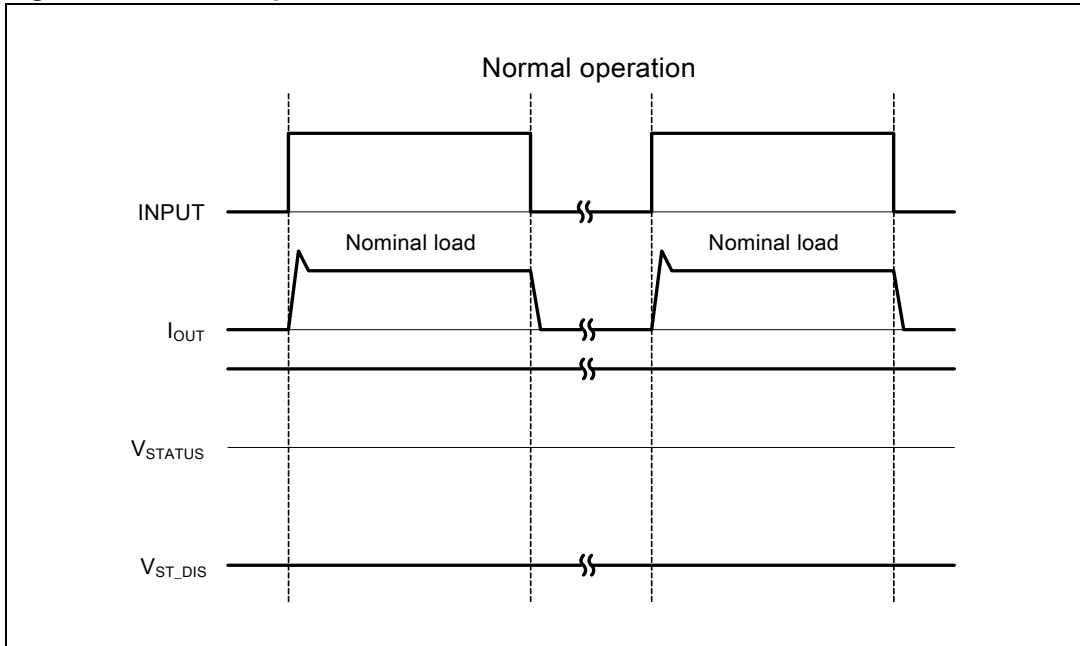 Normal operation
INPUT
Nominal load Nominal load
IOUT
VSTATUS
VST_DIS